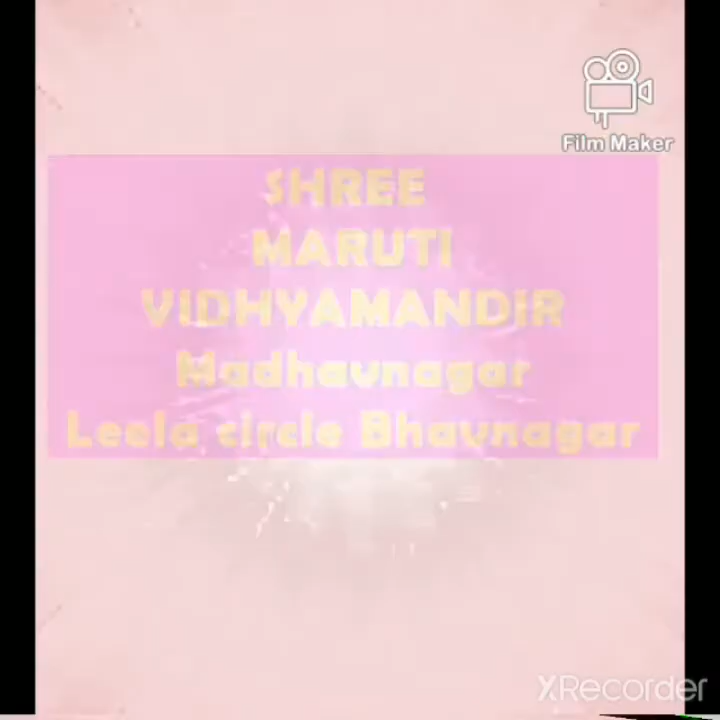 Film Maker
SHREE
MARUTI
VIDHYAMANDIR
Madhavnagar
Leela circle Bhavnagar
XRecorder